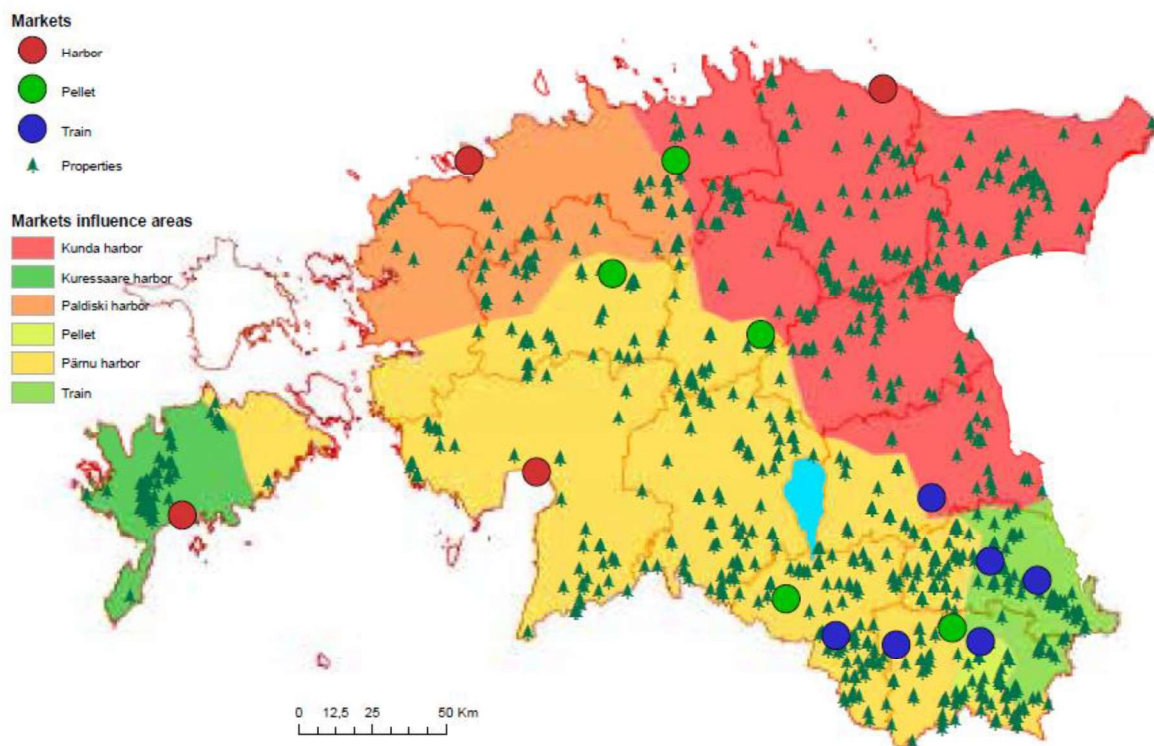 Markets
Harbor
Pellet
Train
Properties
Markets influence areas
Kunda harbor
Kuressaare harbor
Paldiski harbor
Pellet
Pärnu harbor
Train
0 12,5 25 50 Km